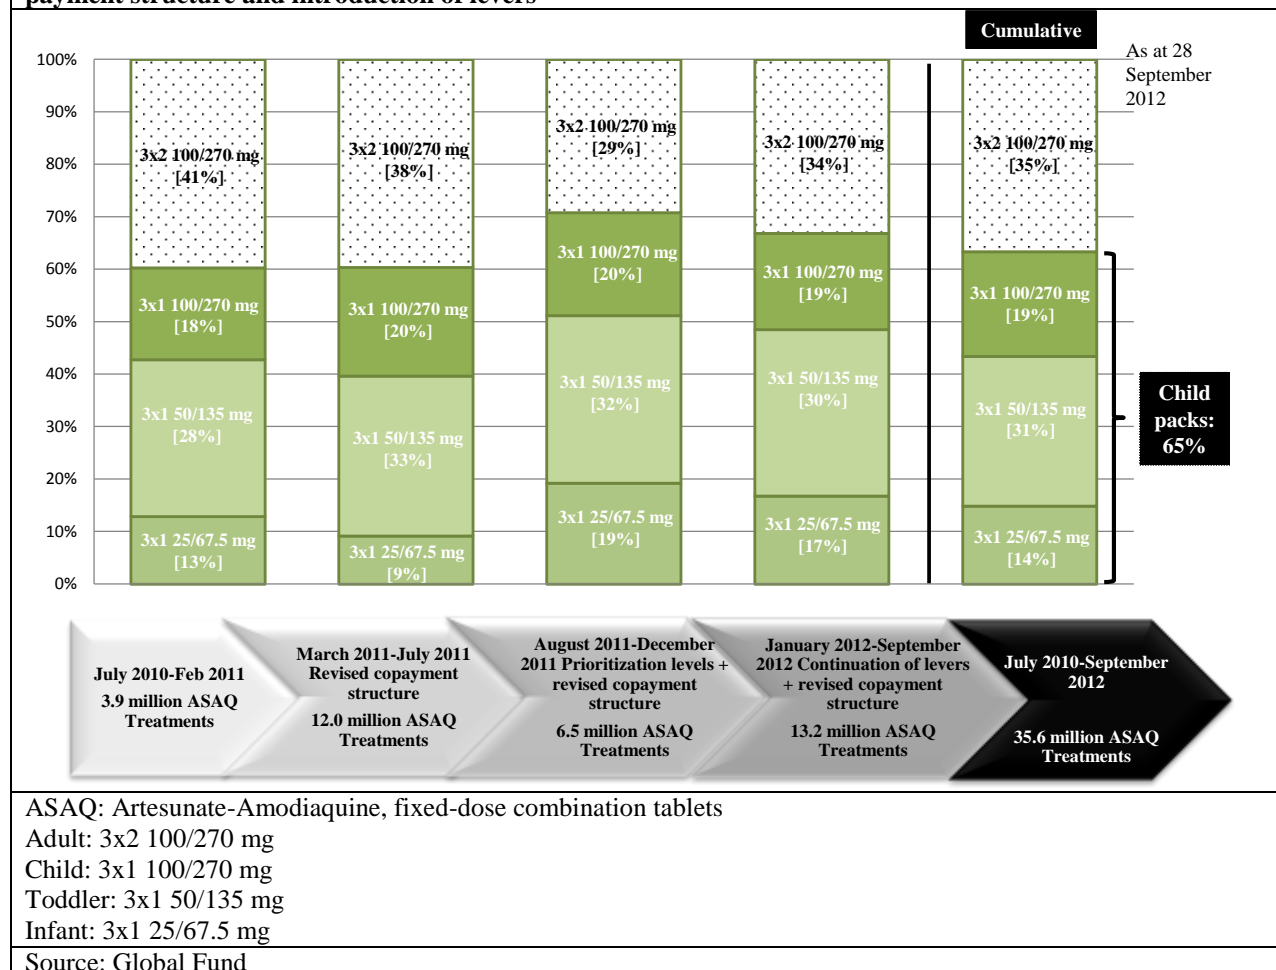 payment structure and introduction of levers
Cumulative
As at 28
September
2012
100%
90%
80%
70%
60%
50%
40%
30%
20%
10%
0%
3x2 100/270 mg
[41%]
3x1 100/270 mg
[18%]
3x1 50/135 mg
[28%]
3x1 25/67.5 mg
[13%]
3x2 100/270 mg
[38%]
3x1 100/270 mg
[20%]
3x1 50/135 mg
[33%]
3x1 25/67.5 mg
[9%]
3x2 100/270 mg
[29%]
3x1 100/270 mg
[20%]
3x1 50/135 mg
[32%]
3x1 25/67.5 mg
[19%]
3x2 100/270 mg
[34%]
3x1 100/270 mg
[19%]
3x1 50/135 mg
[30%]
3x1 25/67.5 mg
[17%]
3x2 100/270 mg
[35%]
3x1 100/270 mg
[19%]
3x1 50/135 mg
[31%]
3x1 25/67.5 mg
[14%]
Child
packs:
65%
July 2010-Feb 2011
3.9 million ASAQ
Treatments
March 2011-July 2011
Revised copayment
structure
12.0 million ASAQ
Treatments
August 2011-December
2011 Prioritization levels +
revised copayment
structure
6.5 million ASAQ
Treatments
January 2012-September
2012 Continuation of levers
+ revised copayment
structure
13.2 million ASAQ
Treatments
July 2010-September
2012
35.6 million ASAQ
Treatments
ASAQ: Artesunate-Amodiaquine, fixed-dose combination tablets
Adult: 3x2 100/270 mg
Child: 3x1 100/270 mg
Toddler: 3x1 50/135 mg
Infant: 3x1 25/67.5 mg
Source: Global Fund